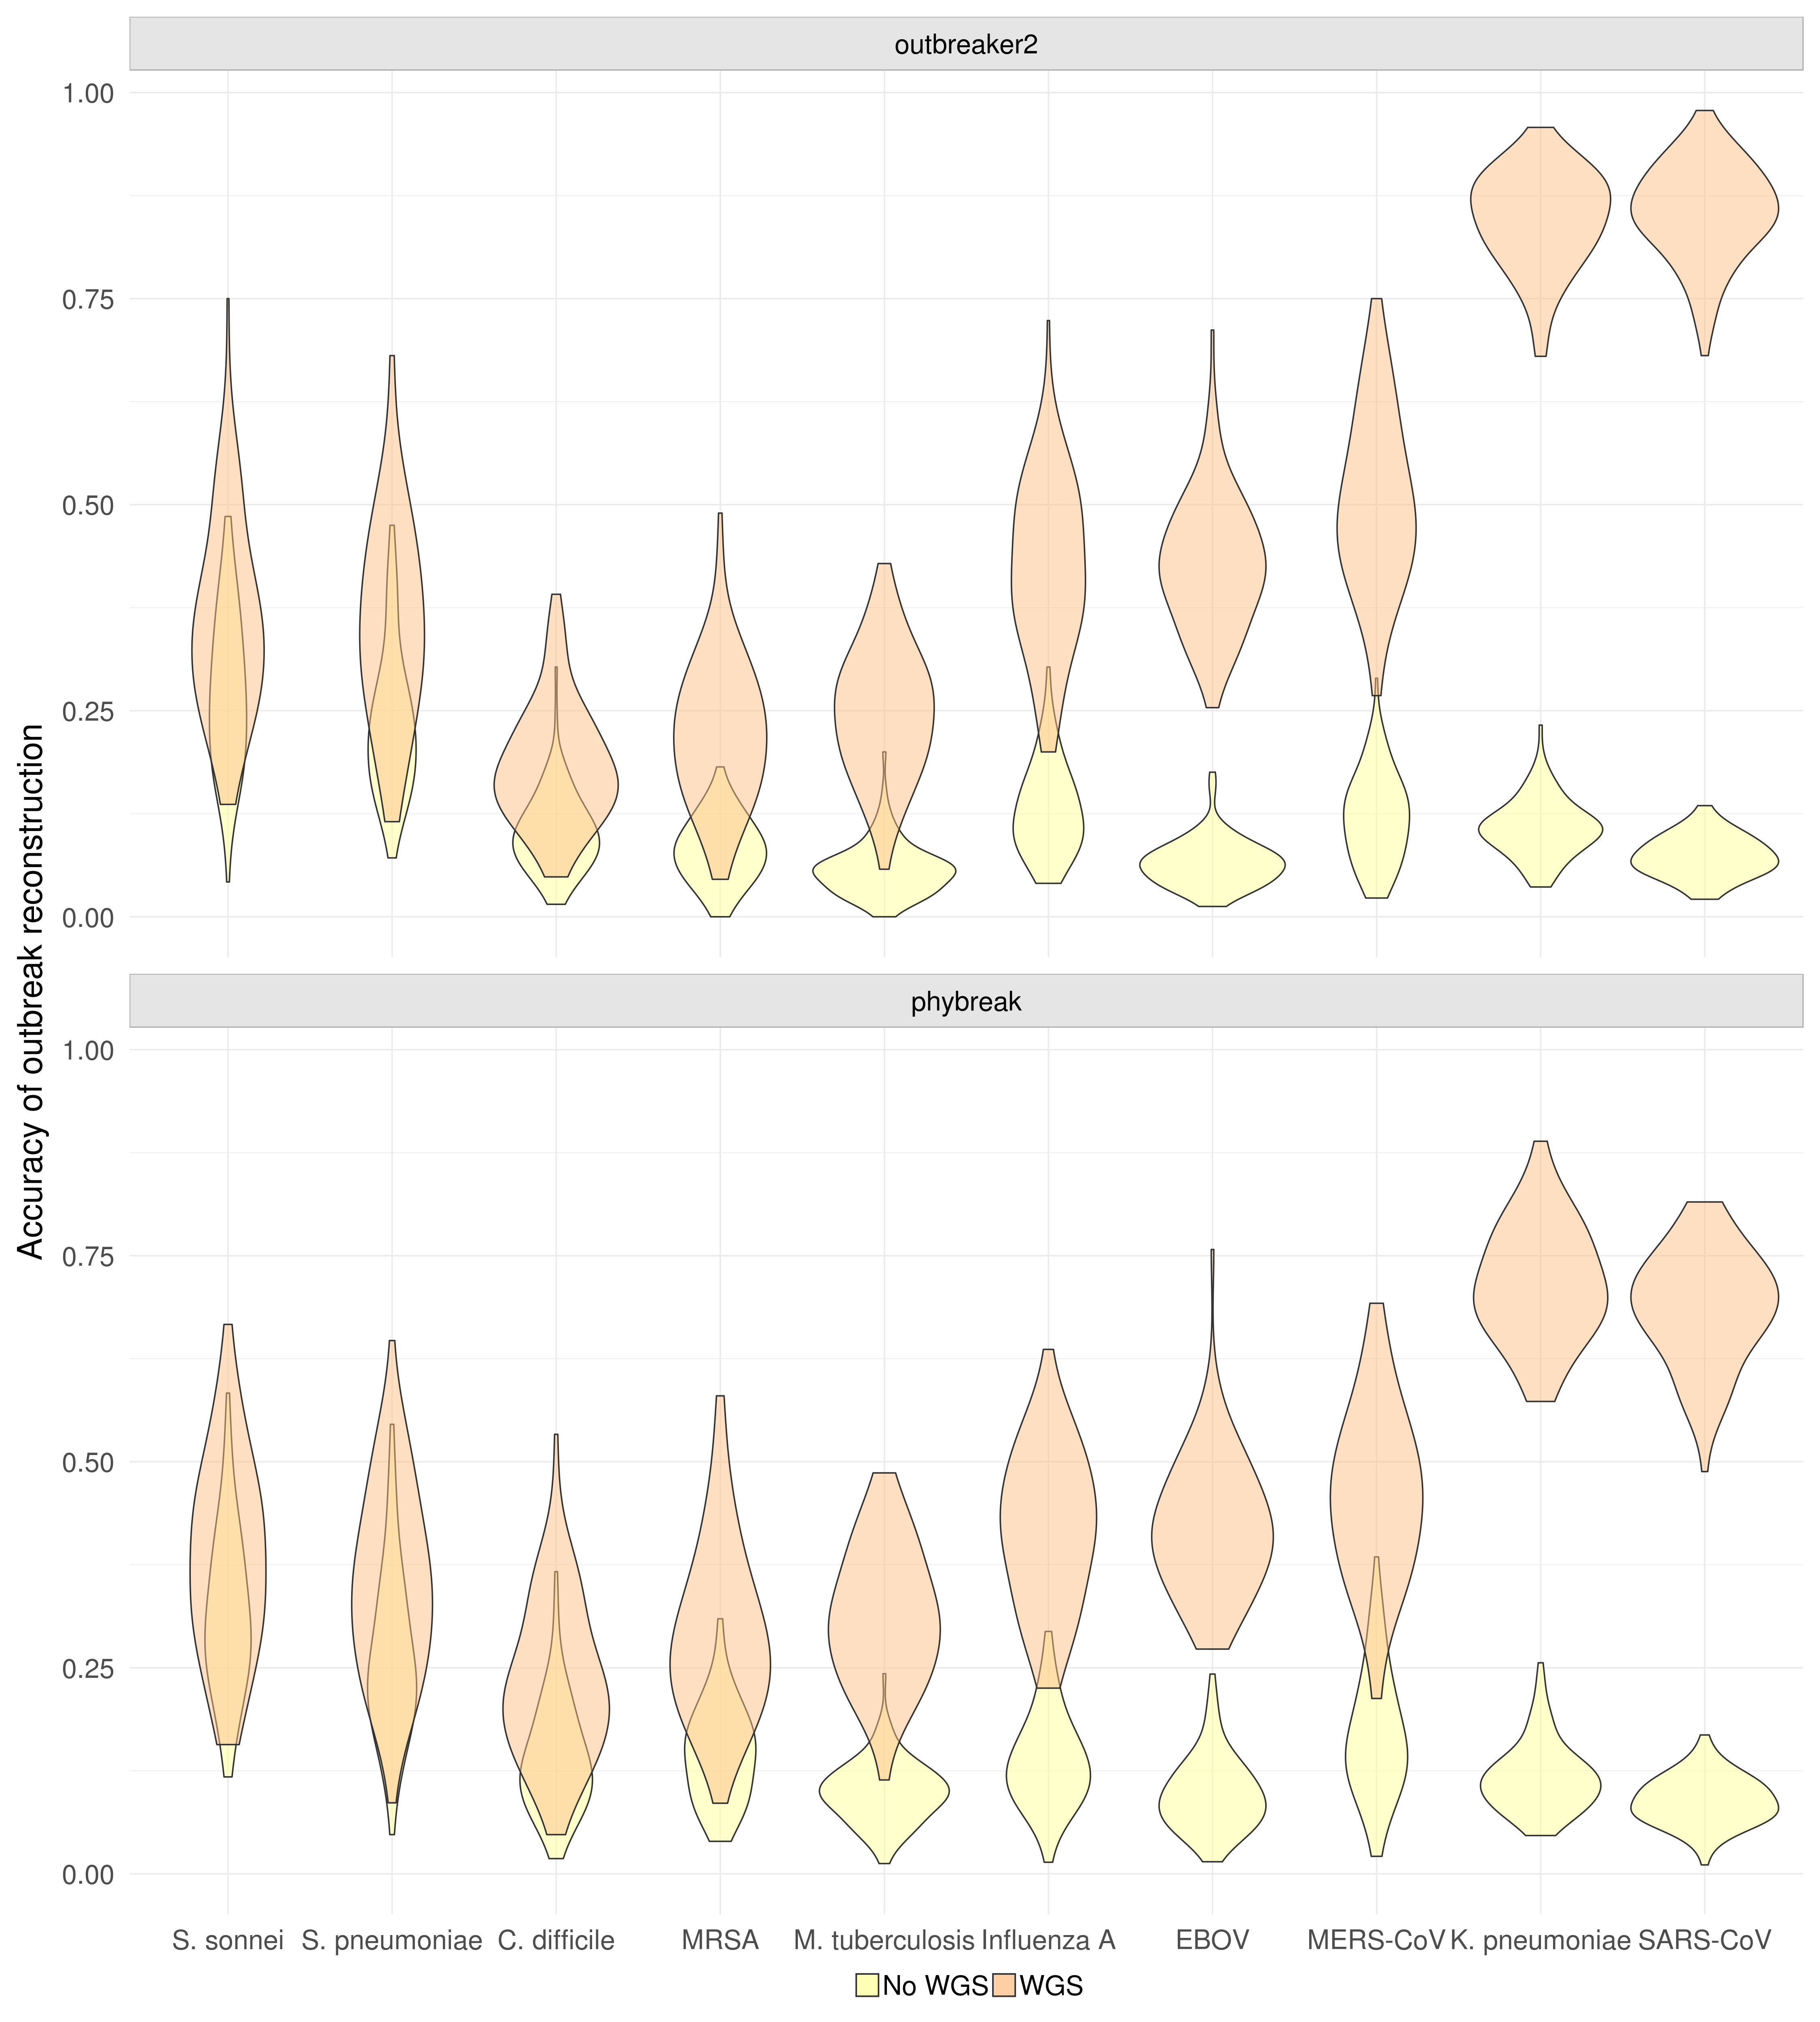 outbreaker2
1.00
0.75
0.50
0.25
0.00
Accuracy of outbreak reconstruction
phybreak
1.00
0.75
0.50
0.25
0.00
S. sonnei S. pneumoniae C. difficile MRSA M. tuberculosis Influenza A EBOV MERS-CoV K. pneumoniae SARS-CoV
No WGS WGS